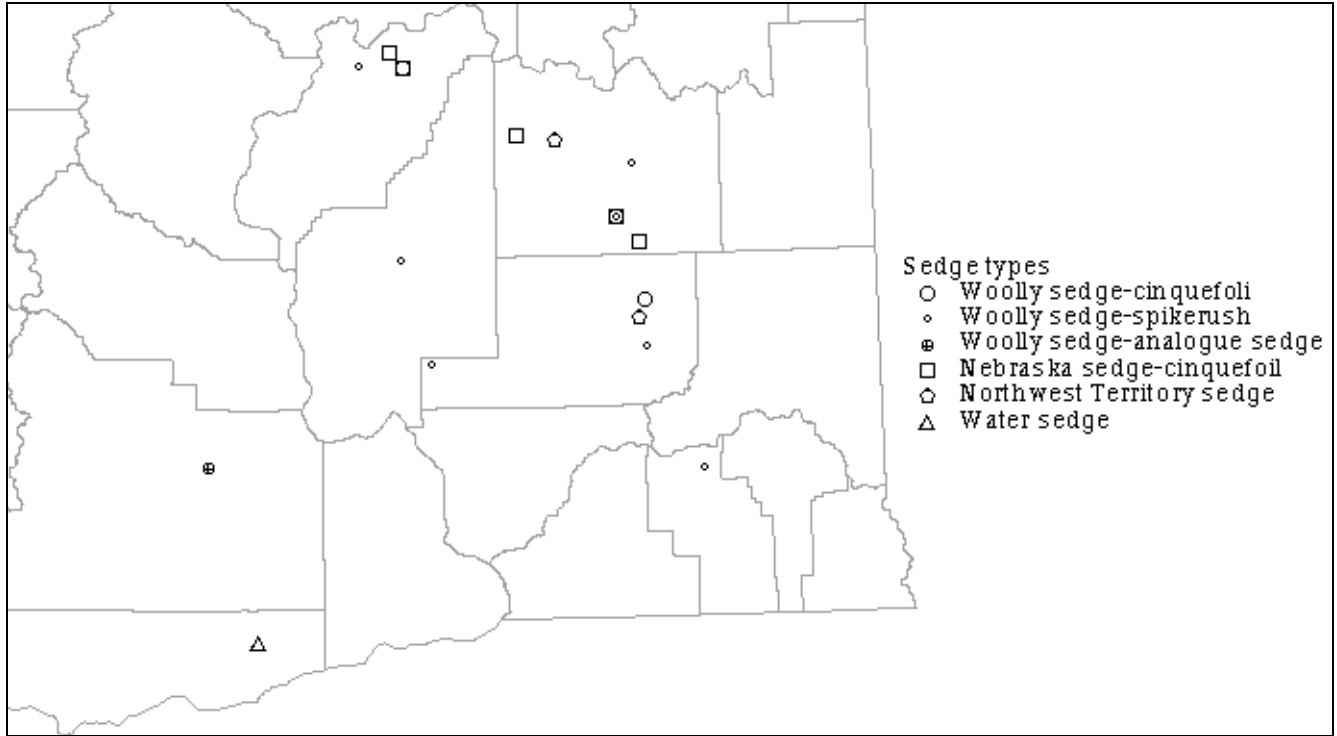 Sedge types
Woolly sedge-cinquefoli
Woolly sedge-spikerush
Woolly sedge-analogue sedge
Nebraska sedge-cinquefoil
Northwest Territory sedge
Water sedge